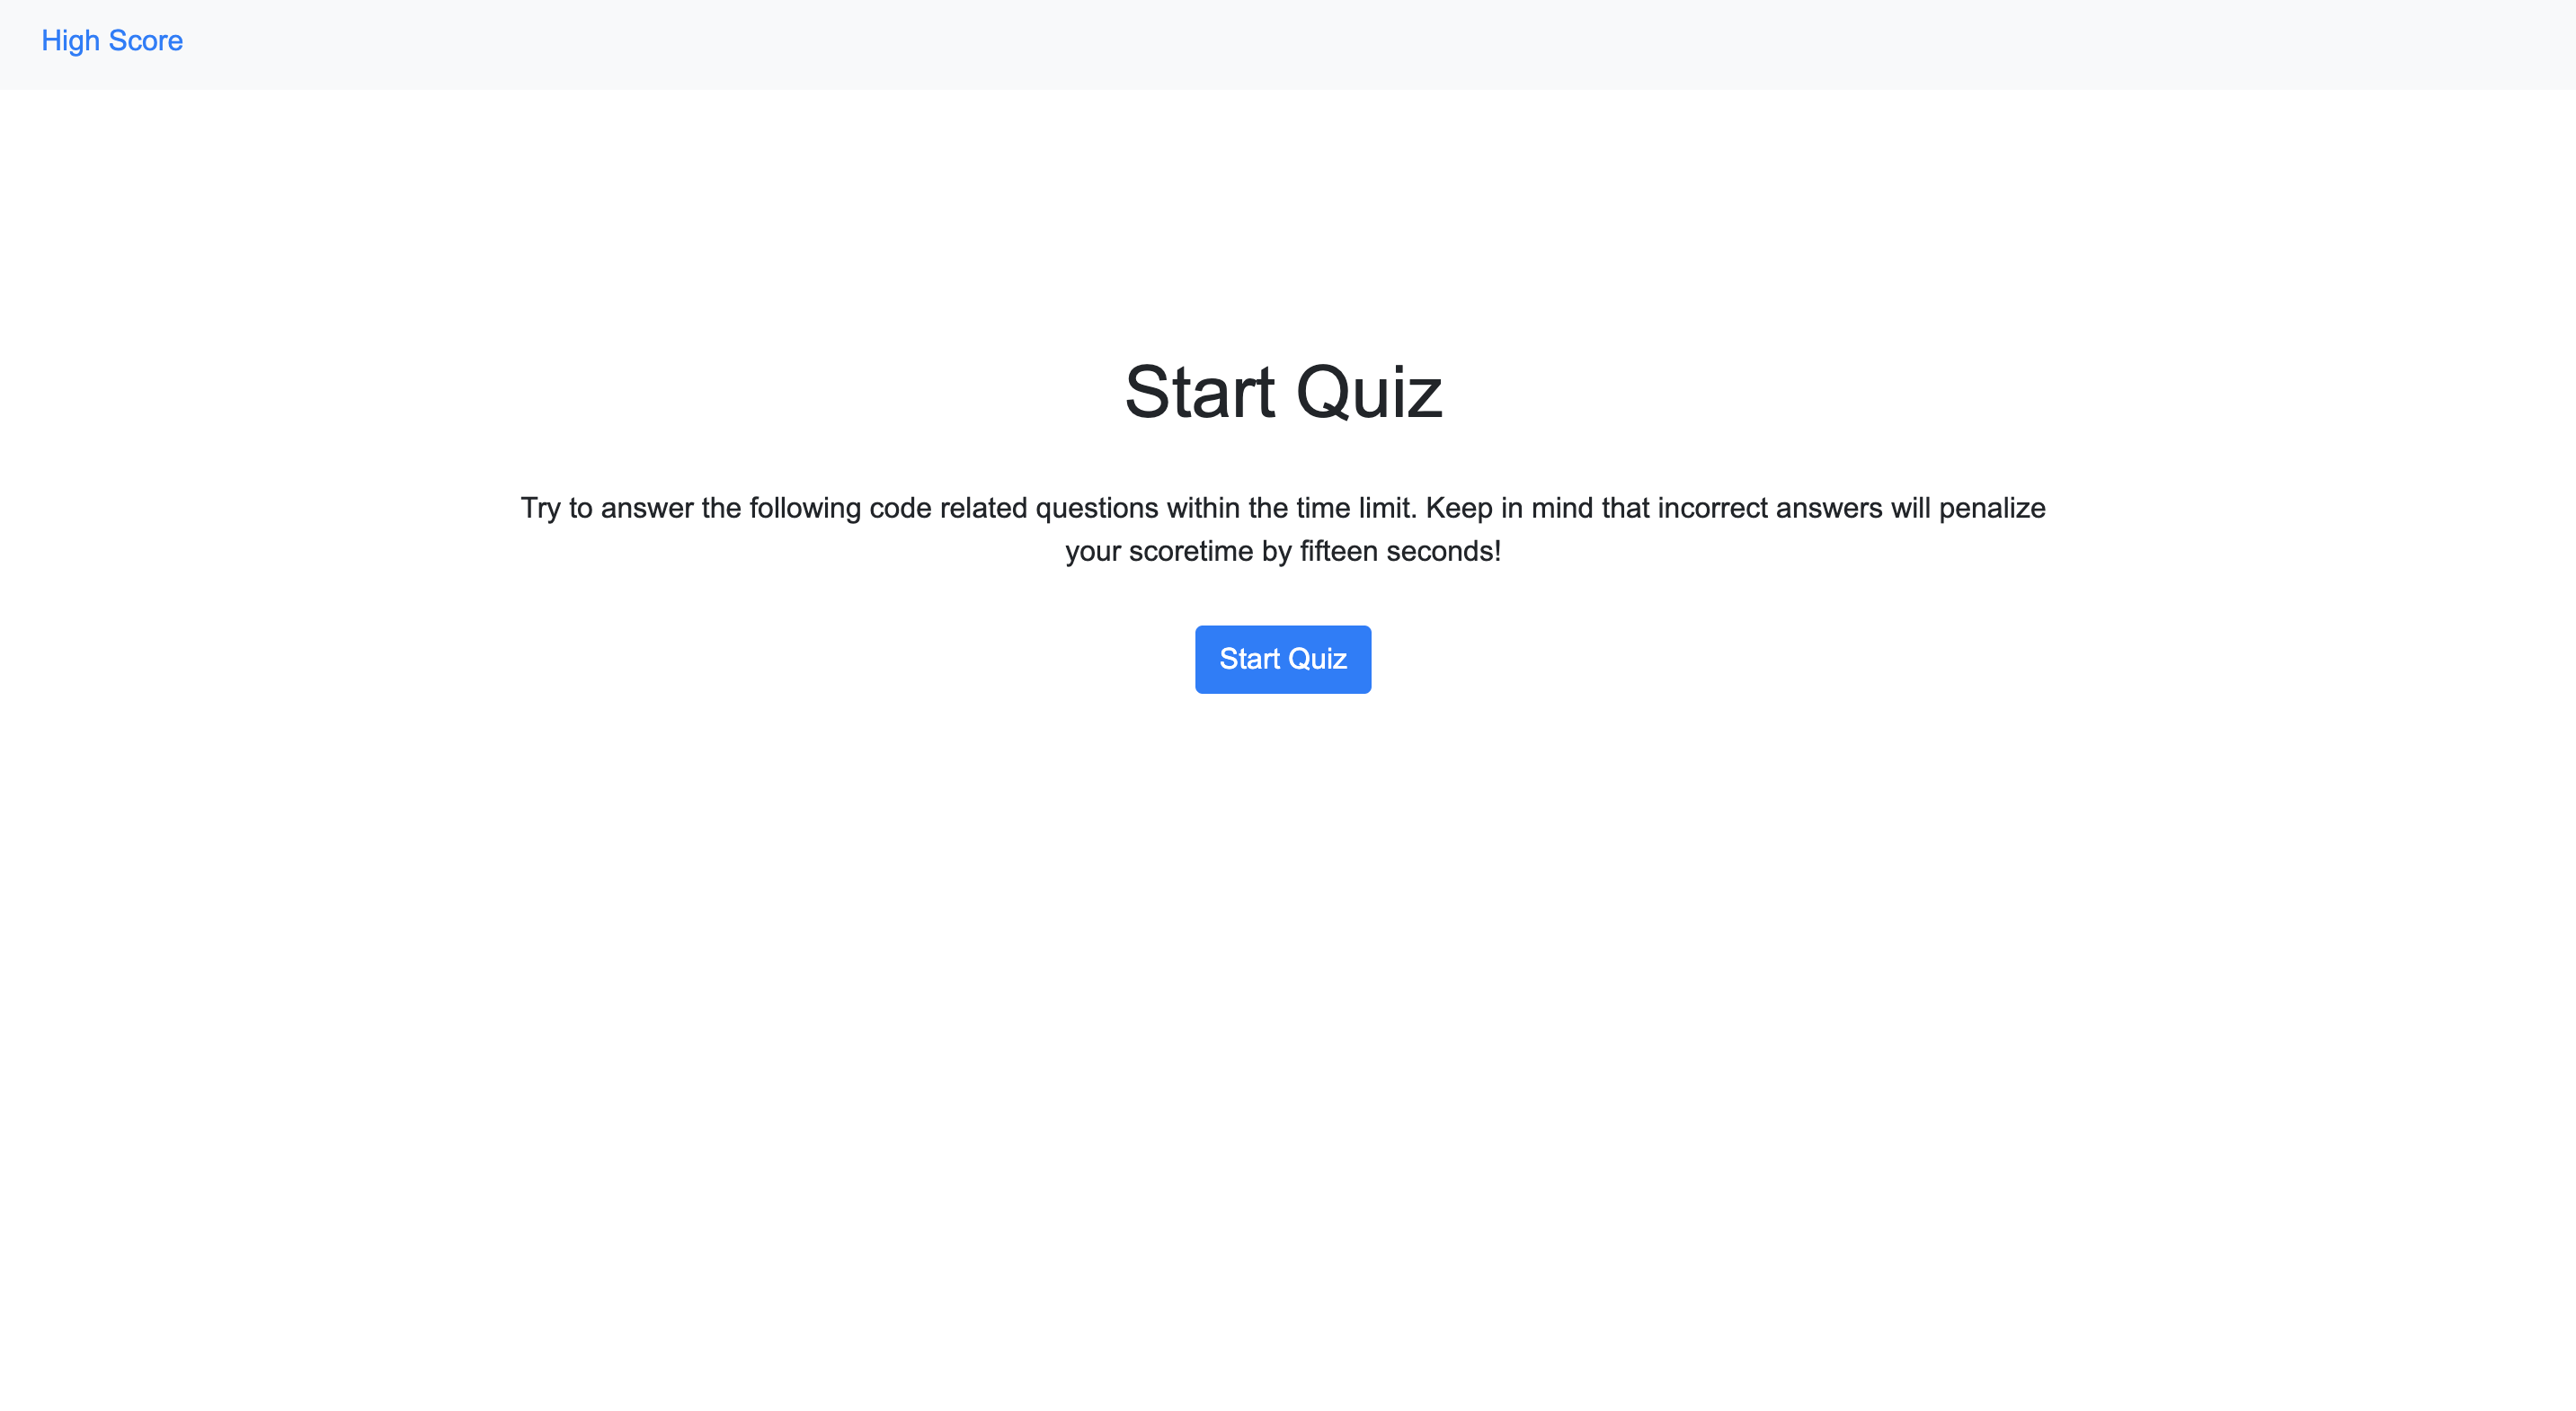 High Score
Start Quiz
Try to answer the following code related questions within the time limit. Keep in mind that incorrect answers will penalize
your scoretime by fifteen seconds!
Start Quiz